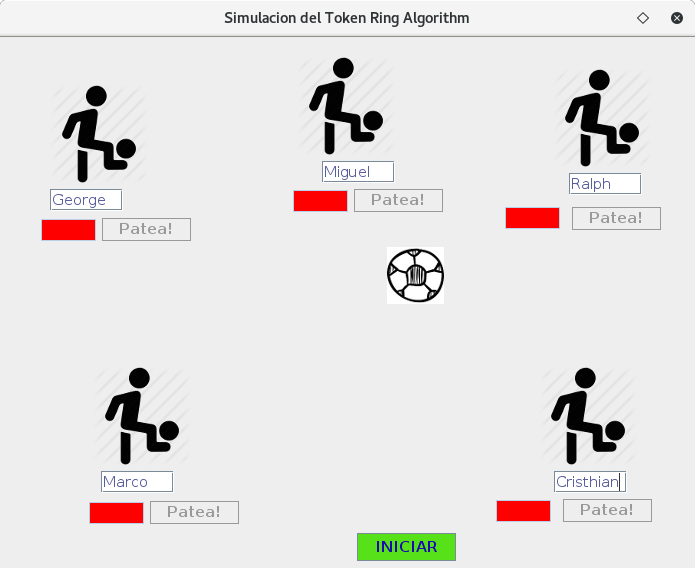 Simulacion del Token Ring Algorithm
George
Patea!
Miguel
Patea!
Ralph
Patea!
Marco
Patea!
Cristhian
Patea!
INICIAR